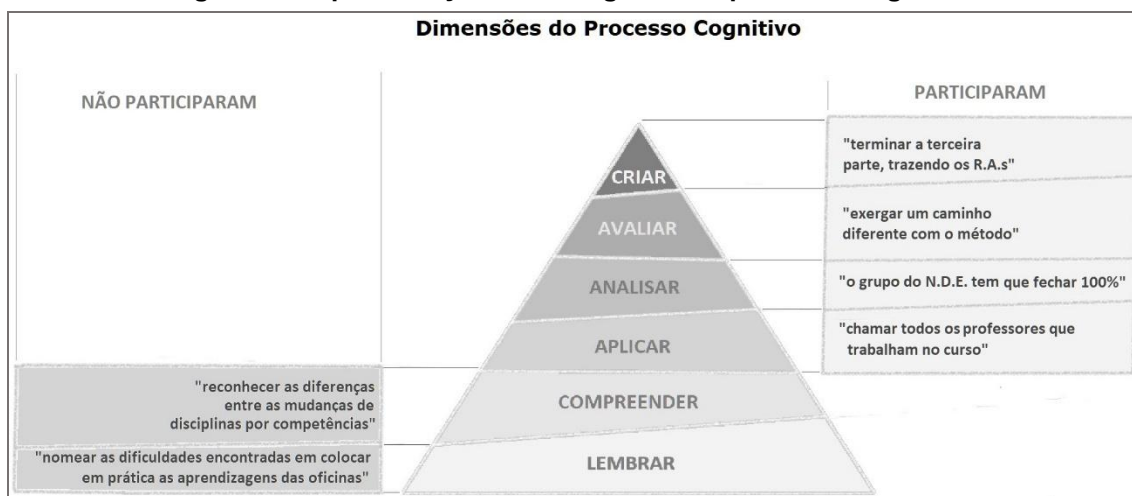 Dimensões do Processo Cognitivo
NÃO PARTICIPARAM
PARTICIPARAM
CRIAR
"terminar a terceira
parte, trazendo os R.A.s"
AVALIAR
"exergar um caminho
diferente com o método"
ANALISAR
"o grupo do N.D.E. tem que fechar 100%"
APLICAR
"chamar todos os professores que
trabalham no curso"
"reconhecer as diferenças
entre as mudanças de
disciplinas por competências"
COMPREENDER
"nomear as dificuldades encontradas em colocar
em prática as aprendizagens das oficinas"
LEMBRAR